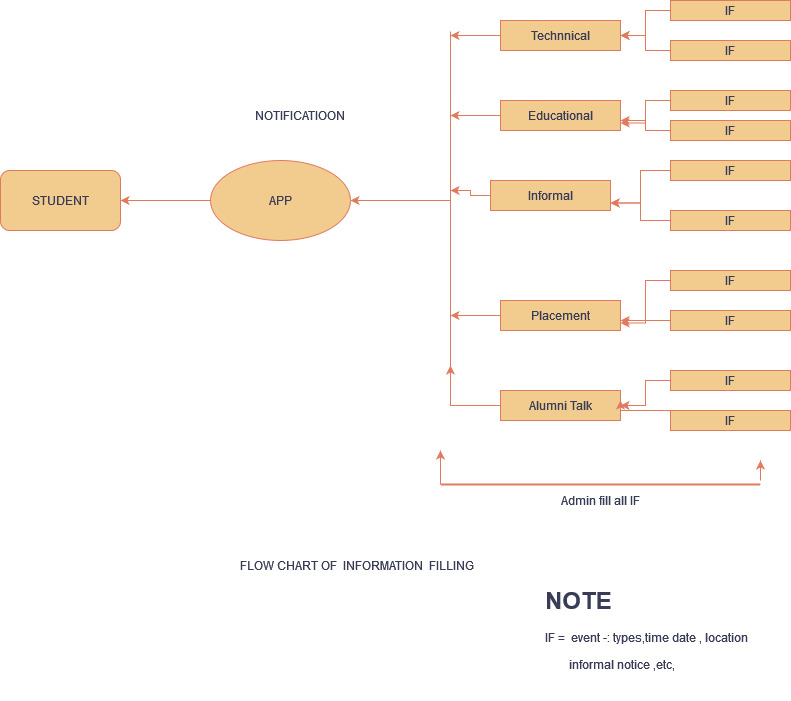 IF
Technnical
IF
IF
NOTIFICATIOON
Educational
IF
IF
STUDENT
APP
Informal
IF
IF
Placement
IF
IF
Alumni Talk
IF
Admin fill all IF
FLOW CHART OF INFORMATION FILLING
NOTE
IF = event -: types,time date , location
informal notice ,etc,